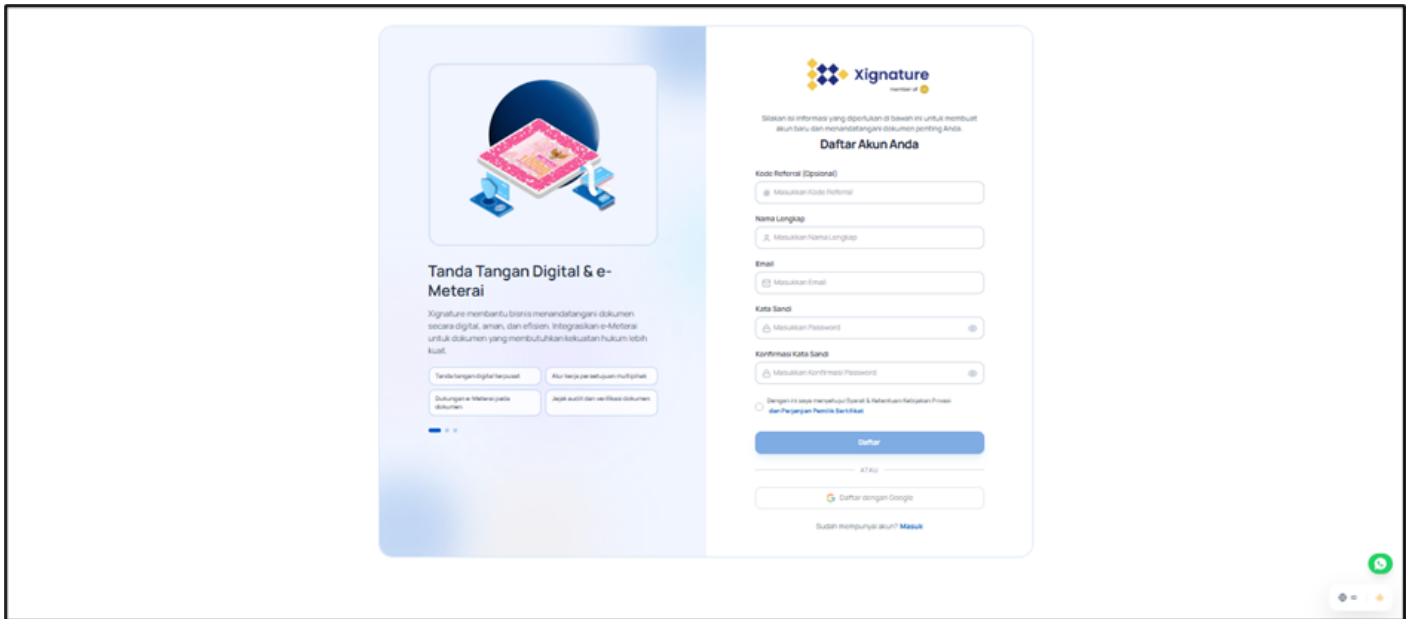 Tanda Tangan Digital & e-
Meterai
Xignature membantu bisnis menandatangani dokumen
secara digital, aman, dan efisien. Integrasikan e-Meterai
untuk dokumen yang membutuhkan kekuatan hukum lebih
kuat.
Tanda tangan digital terpusat
Alur kerja persetujuan multipihak
Dukungan e-Meterai pada
dokumen
Jejak audit dan verifikasi dokumen
Xignature
member of
Silakan isi informasi yang diperlukan di bawah ini untuk membuat
akun baru dan menandatangani dokumen penting Anda.
Daftar Akun Anda
Kode Referral (Opsional)
Masukkan Kode Referral
Nama Lengkap
Masukkan Nama Lengkap
Email
Masukkan Email
Kata Sandi
Masukkan Password
Konfirmasi Kata Sandi
Masukkan Konfirmasi Password
Dengan ini saya menyetujui Syarat & Ketentuan Kebijakan Privasi
dan Perjanjian Pemilik Sertifikat
Daftar
ATAU
Daftar dengan Google
Sudah mempunyai akun? Masuk